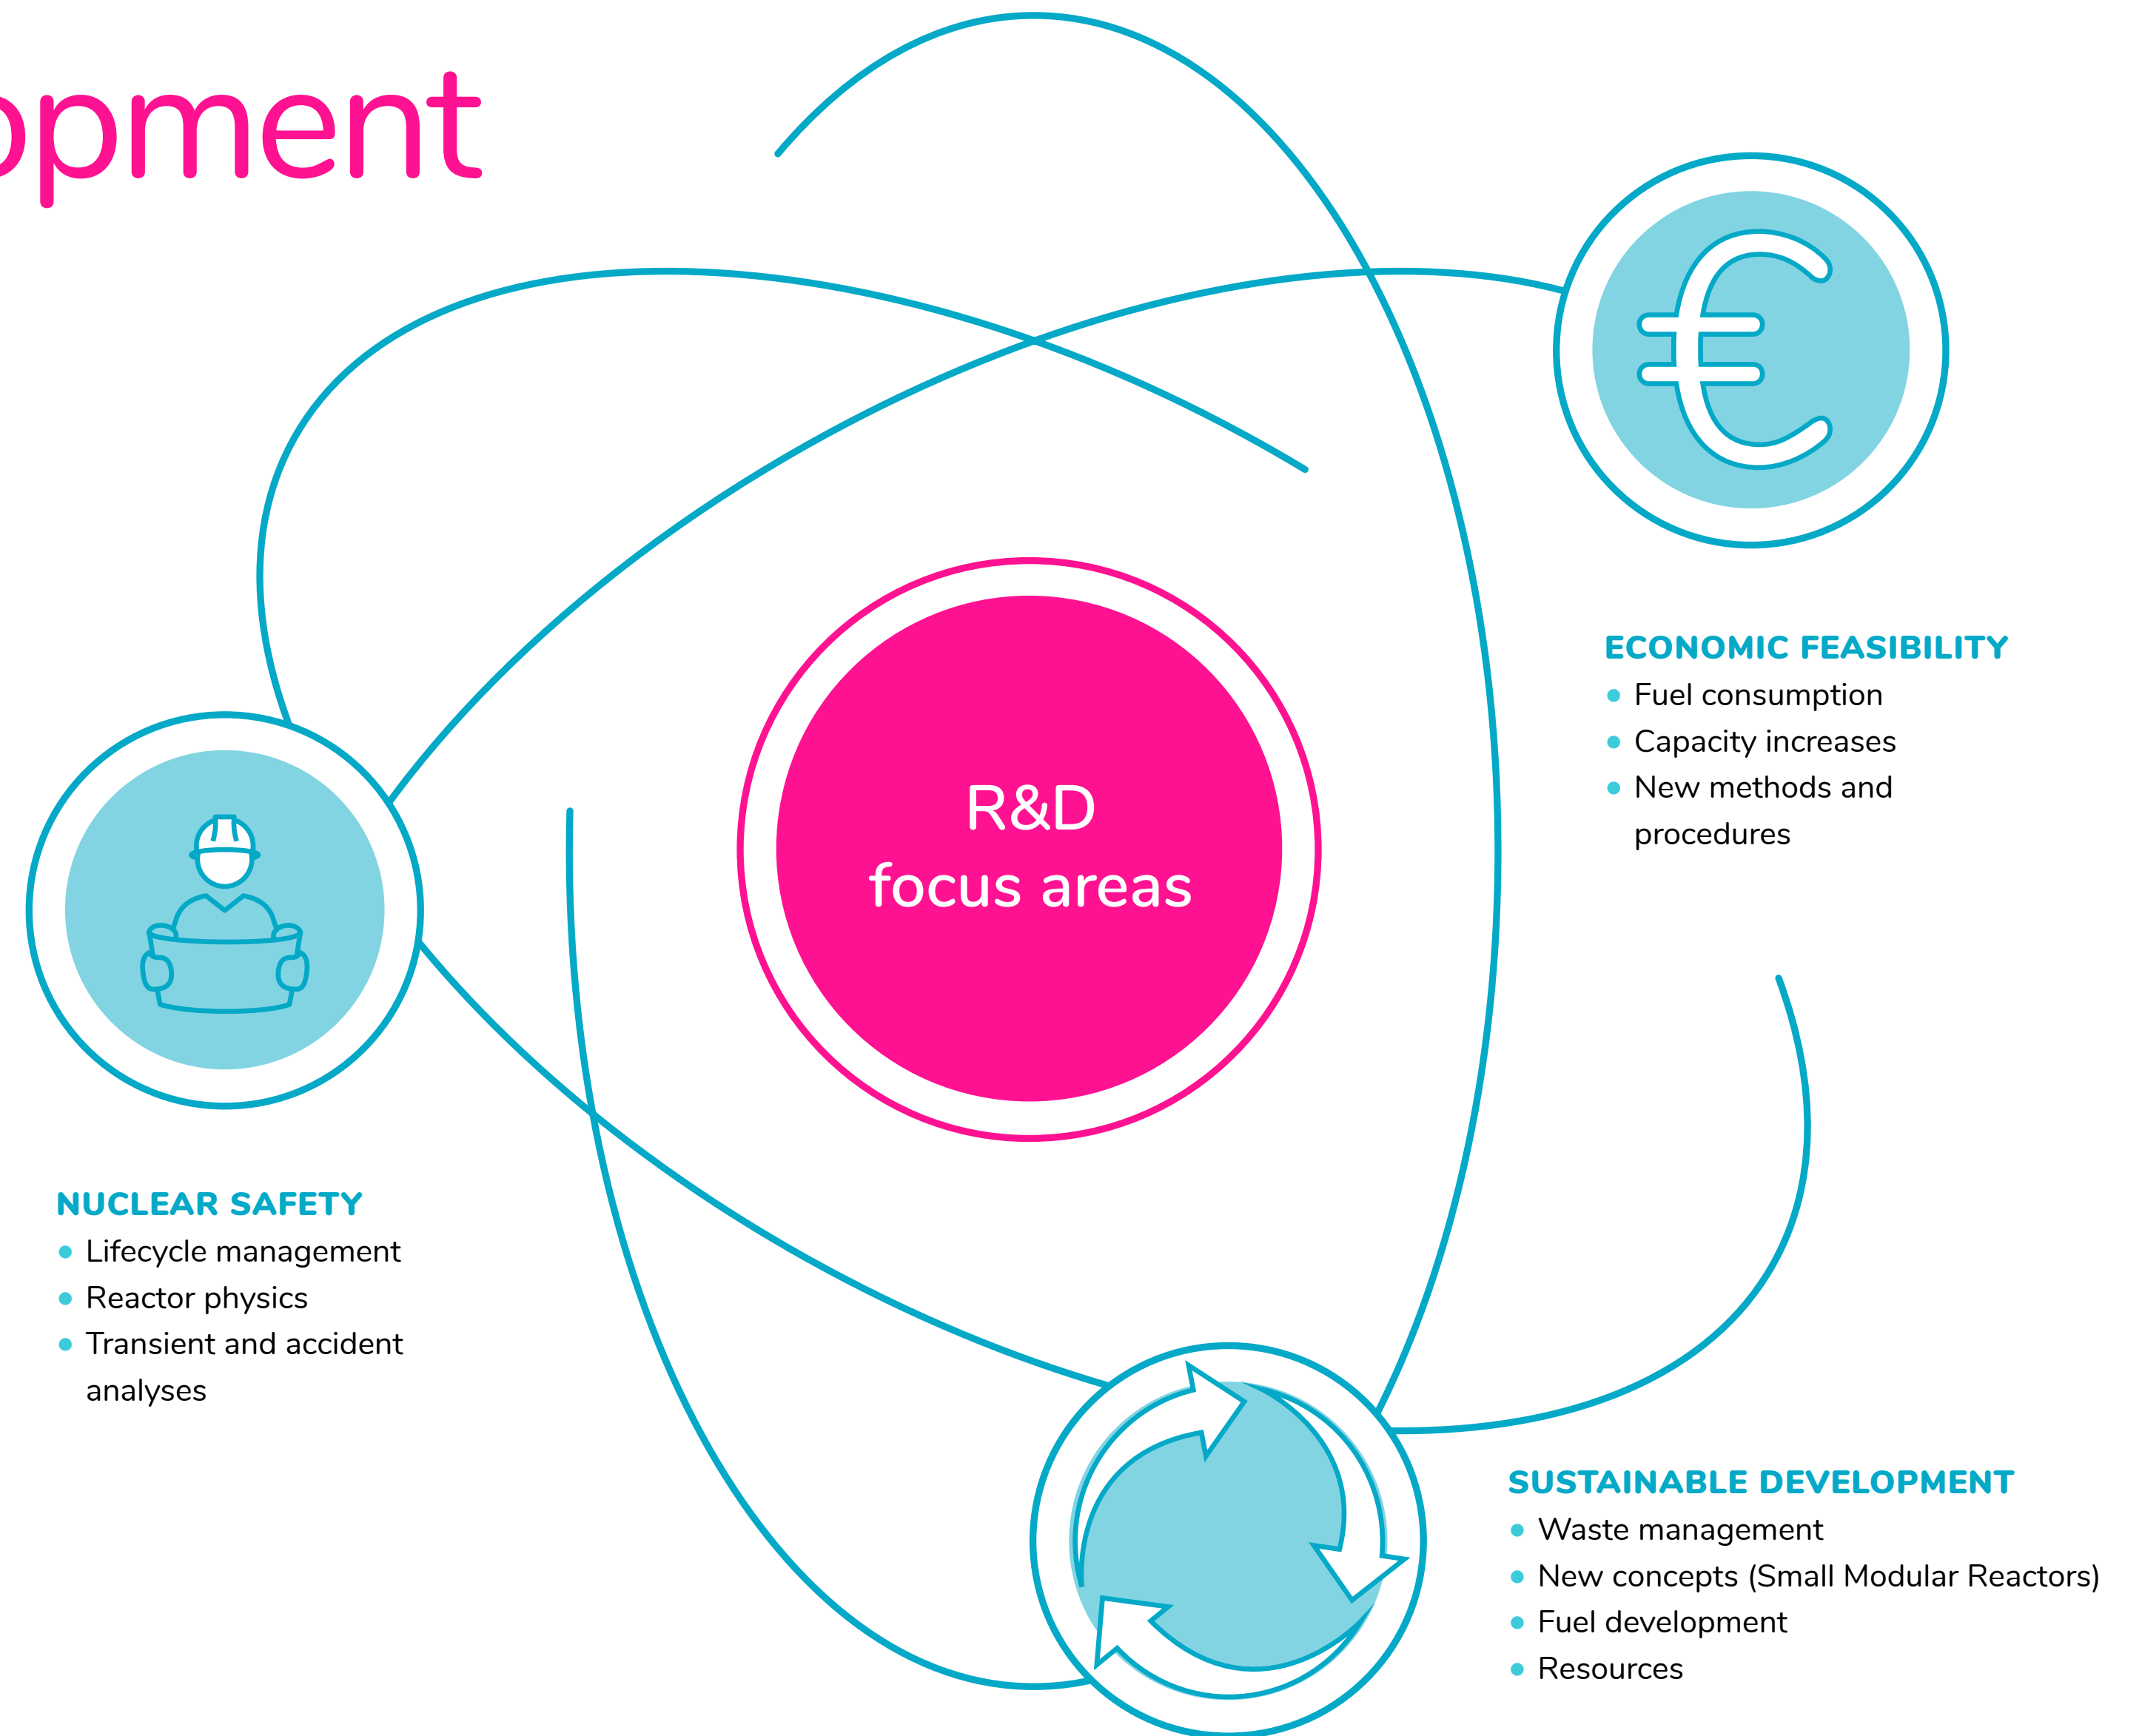 opment
R&D
focus areas
ECONOMIC FEASIBILITY
Fuel consumption
Capacity increases
New methods and
procedures
NUCLEAR SAFETY
Lifecycle management
Reactor physics
Transient and accident
analyses
SUSTAINABLE DEVELOPMENT
Waste management
New concepts (Small Modular Reactors)
Fuel development
Resources